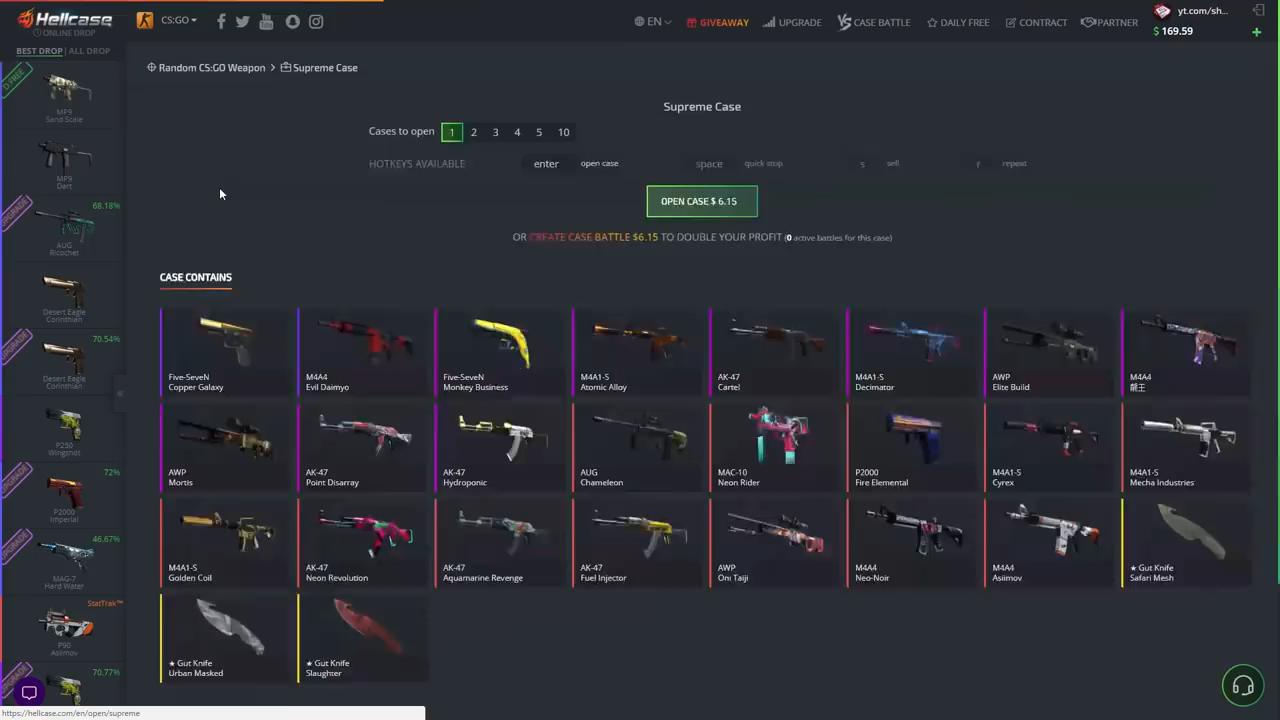 Hellcase
ONLINE DROP
CS:GO
EN
GIVEAWAY
UPGRADE
VS CASE BATTLE
DAILY FREE
CONTRACT
PARTNER
yt.com/sh...
$ 169.59
BEST DROP | ALL DROP
D FREE
MP9
Sand Scale
MP9
Dart
UPGRADE
68.18%
AUG
Ricochet
Desert Eagle
Corinthian
UPGRADE
70.54%
Desert Eagle
Corinthian
P250
Wingshot
UPGRADE
72%
P2000
Imperial
UPGRADE
46.67%
MAG-7
Hard Water
StatTrak™
P90
Asiimov
UPGRADE
70.77%
Random CS:GO Weapon > Supreme Case
Supreme Case
Cases to open 1 2 3 4 5 10
HOTKEYS AVAILABLE enter open case space quick stop s sell r repeat
OPEN CASE $ 6.15
OR CREATE CASE BATTLE $6.15 TO DOUBLE YOUR PROFIT (0 active battles for this case)
CASE CONTAINS
Five-SeveN
Copper Galaxy
M4A4
Evil Daimyo
Five-SeveN
Monkey Business
M4A1-S
Atomic Alloy
AK-47
Cartel
M4A1-S
Decimator
AWP
Elite Build
M4A4
龍王
AWP
Mortis
AK-47
Point Disarray
AK-47
Hydroponic
AUG
Chameleon
MAC-10
Neon Rider
P2000
Fire Elemental
M4A1-S
Cyrex
M4A1-S
Mecha Industries
M4A1-S
Golden Coil
AK-47
Neon Revolution
AK-47
Aquamarine Revenge
AK-47
Fuel Injector
AWP
Oni Taiji
M4A4
Neo-Noir
M4A4
Asiimov
★ Gut Knife
Safari Mesh
★ Gut Knife
Urban Masked
★ Gut Knife
Slaughter
https://hellcase.com/en/open/supreme